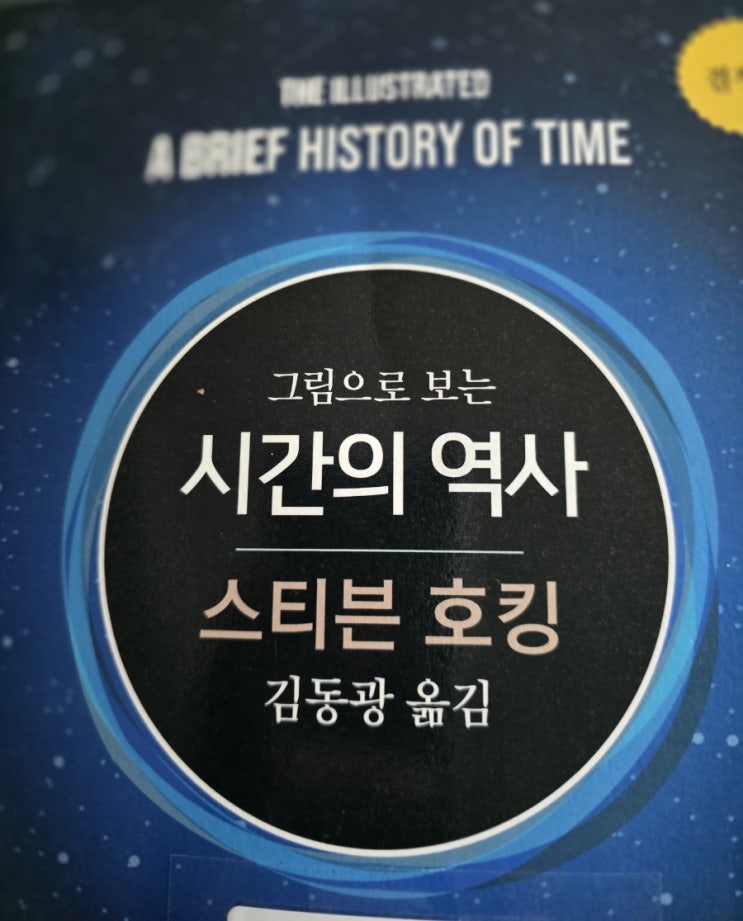 THE ILLUSTRATED
A BRIEF HISTORY OF TIME
그림으로 보는
시간의 역사
스티븐 호킹
김동광 옮김